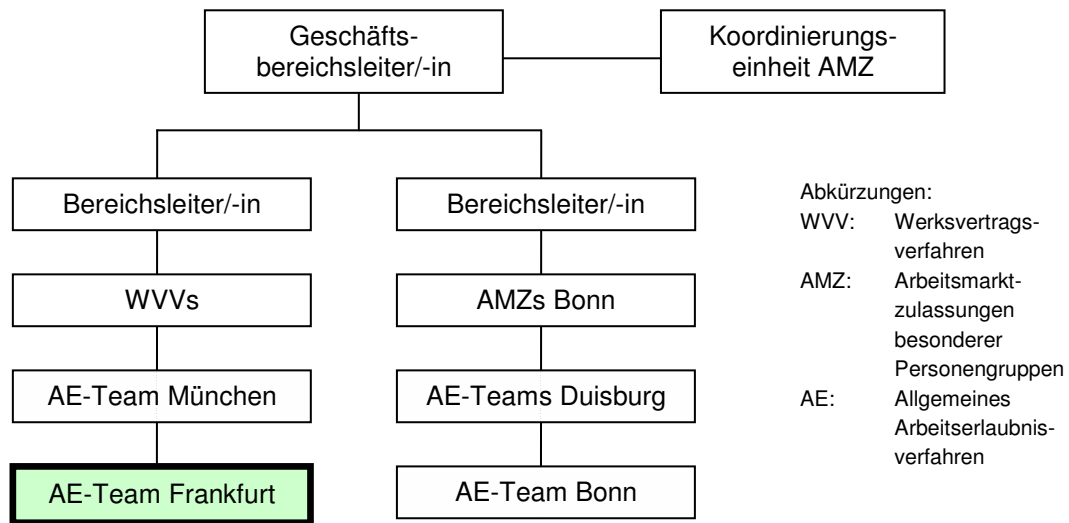 Geschäfts-
bereichsleiter/-in
Koordinierungs-
einheit AMZ
Bereichsleiter/-in
WVVs
AE-Team München
AE-Team Frankfurt
Bereichsleiter/-in
AMZs Bonn
AE-Teams Duisburg
AE-Team Bonn
Abkürzungen:
WVV: Werksvertrags-
verfahren
AMZ: Arbeitsmarkt-
zulassungen
besonderer
Personengruppen
AE: Allgemeines
Arbeitserlaubnis-
verfahren